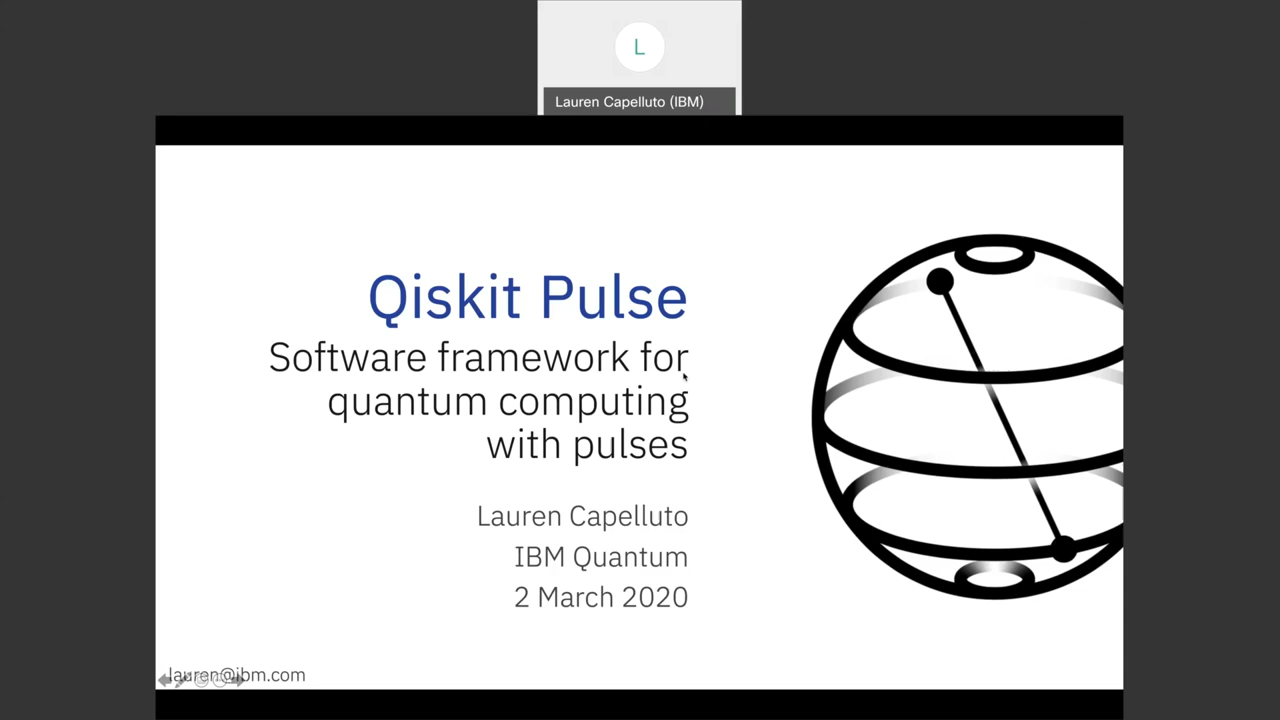 L
Lauren Capelluto (IBM)
Qiskit Pulse
Software framework for
quantum computing
with pulses
Lauren Capelluto
IBM Quantum
2 March 2020
lauren@ibm.com